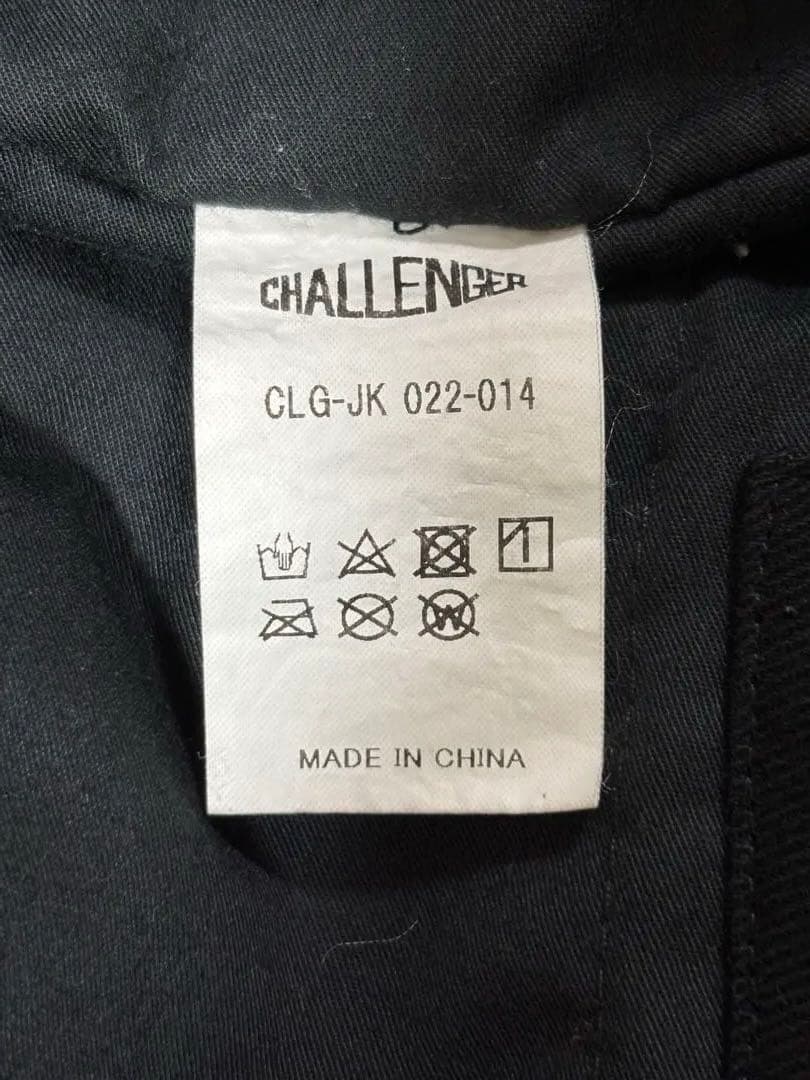 CHALLENGER
CLG-JK 022-014
W
MADE IN CHINA